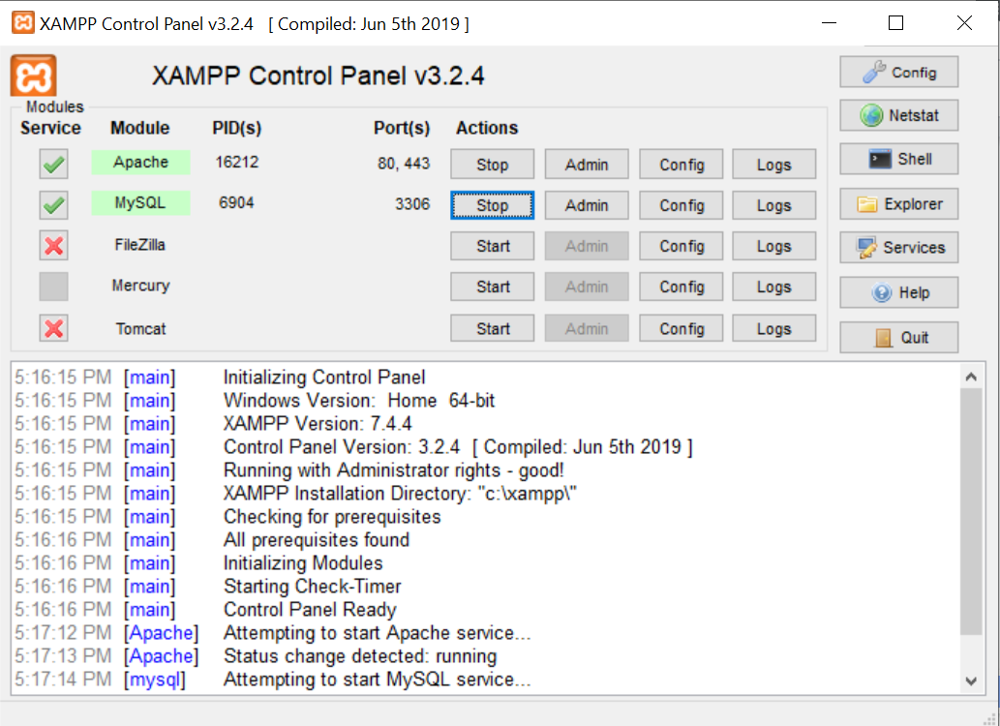 XAMPP Control Panel v3.2.4 [ Compiled: Jun 5th 2019 ]
XAMPP Control Panel v3.2.4
Config
Modules
Service Module PID(s) Port(s) Actions
Netstat
Apache 16212 80, 443 Stop Admin Config Logs
Shell
MySQL 6904 3306 Stop Admin Config Logs
Explorer
FileZilla Start Admin Config Logs
Services
Mercury Start Admin Config Logs
Help
Tomcat Start Admin Config Logs
Quit
5:16:15 PM [main] Initializing Control Panel
5:16:15 PM [main] Windows Version: Home 64-bit
5:16:15 PM [main] XAMPP Version: 7.4.4
5:16:15 PM [main] Control Panel Version: 3.2.4 [ Compiled: Jun 5th 2019 ]
5:16:15 PM [main] Running with Administrator rights - good!
5:16:15 PM [main] XAMPP Installation Directory: "c:\xampp\"
5:16:15 PM [main] Checking for prerequisites
5:16:16 PM [main] All prerequisites found
5:16:16 PM [main] Initializing Modules
5:16:16 PM [main] Starting Check-Timer
5:16:16 PM [main] Control Panel Ready
5:17:12 PM [Apache] Attempting to start Apache service...
5:17:13 PM [Apache] Status change detected: running
5:17:14 PM [mysql] Attempting to start MySQL service...